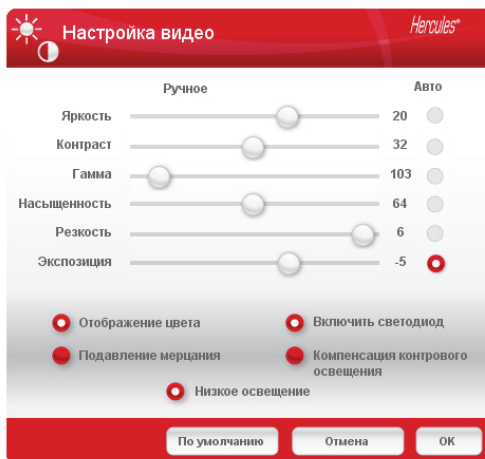 Настройка видео
Hercules®
Ручное
Авто
Яркость 20
Контраст 32
Гамма 103
Насыщенность 64
Резкость 6
Экспозиция -5
Отображение цвета
Включить светодиод
Подавление мерцания
Компенсация контрового
освещения
Низкое освещение
По умолчанию
Отмена
ОК